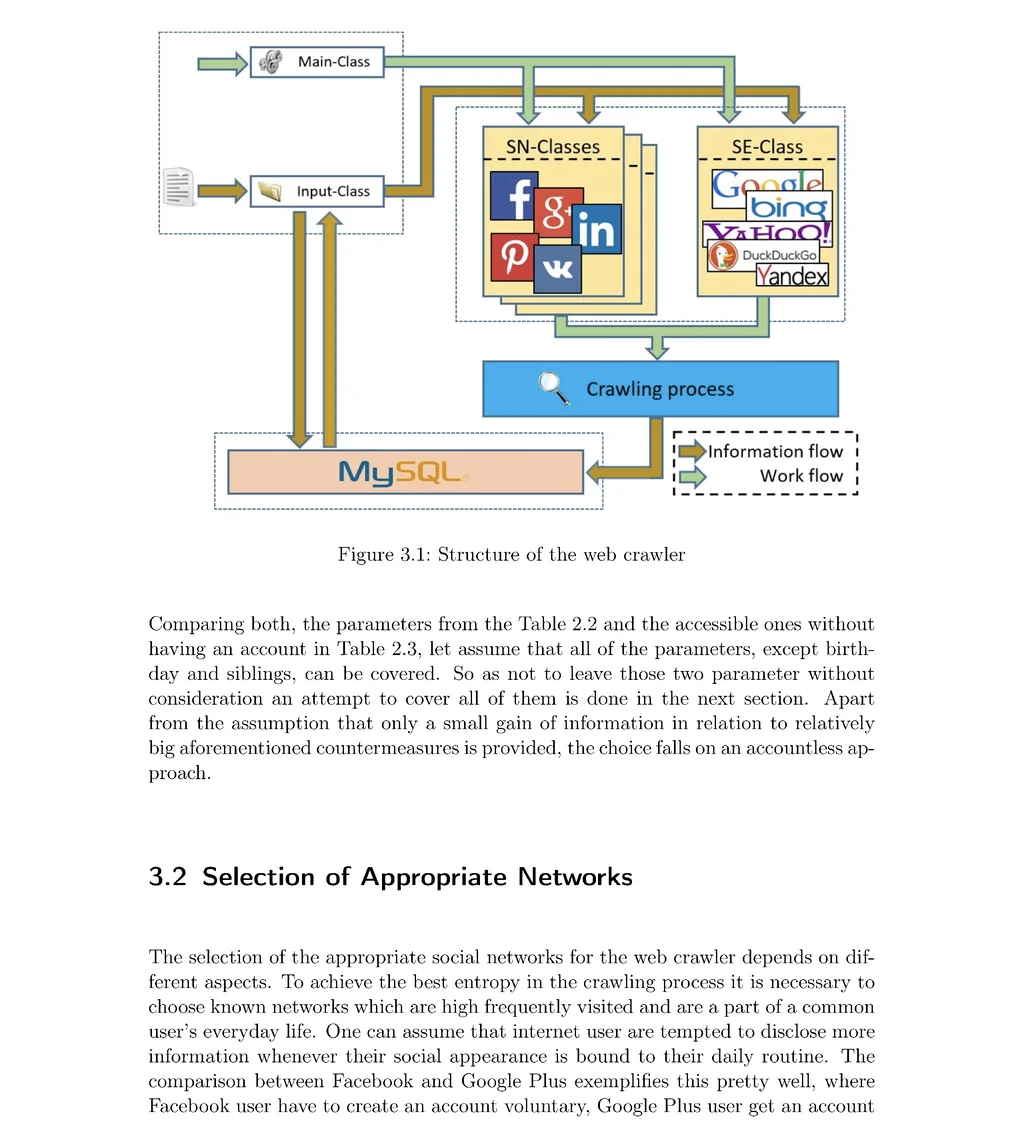 Main-Class
Input-Class
SN-Classes
SE-Class
f
g+
in
p
VK
Google
bing
YAHOO!
DuckDuckGo
Yandex
Crawling process
MySQL
Information flow
Work flow
Figure 3.1: Structure of the web crawler
Comparing both, the parameters from the Table 2.2 and the accessible ones without
having an account in Table 2.3, let assume that all of the parameters, except birth-
day and siblings, can be covered. So as not to leave those two parameter without
consideration an attempt to cover all of them is done in the next section. Apart
from the assumption that only a small gain of information in relation to relatively
big aforementioned countermeasures is provided, the choice falls on an accountless ap-
proach.
3.2 Selection of Appropriate Networks
The selection of the appropriate social networks for the web crawler depends on dif-
ferent aspects. To achieve the best entropy in the crawling process it is necessary to
choose known networks which are high frequently visited and are a part of a common
user's everyday life. One can assume that internet user are tempted to disclose more
information whenever their social appearance is bound to their daily routine. The
comparison between Facebook and Google Plus exemplifies this pretty well, where
Facebook user have to create an account voluntary, Google Plus user get an account